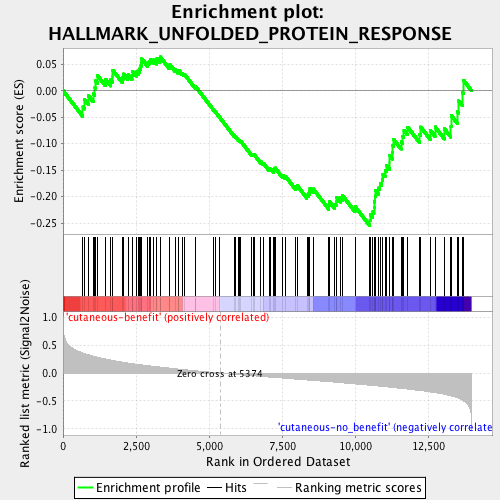 Enrichment plot:
HALLMARK_UNFOLDED_PROTEIN_RESPONSE
Enrichment score (ES)
0.05
0.00
-0.05
-0.10
-0.15
-0.20
-0.25
Ranked list metric (Signal2Noise)
1.0
0.5
0.0
-0.5
-1.0
'cutaneous-benefit' (positively correlated)
Zero cross at 5374
'cutaneous-no_benefit' (negatively correlate
0
2,500
5,000
7,500
10,000
12,500
Rank in Ordered Dataset
Enrichment profile
Hits
Ranking metric scores